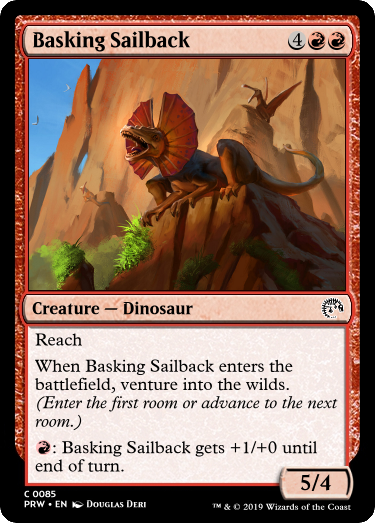 Basking Sailback 4
Creature — Dinosaur
Reach
When Basking Sailback enters the
battlefield, venture into the wilds.
(Enter the first room or advance to the next
room.)
: Basking Sailback gets +1/+0 until
end of turn.
5/4
C 0085
PRW • EN Douglas Deri
™ & © 2019 Wizards of the Coast